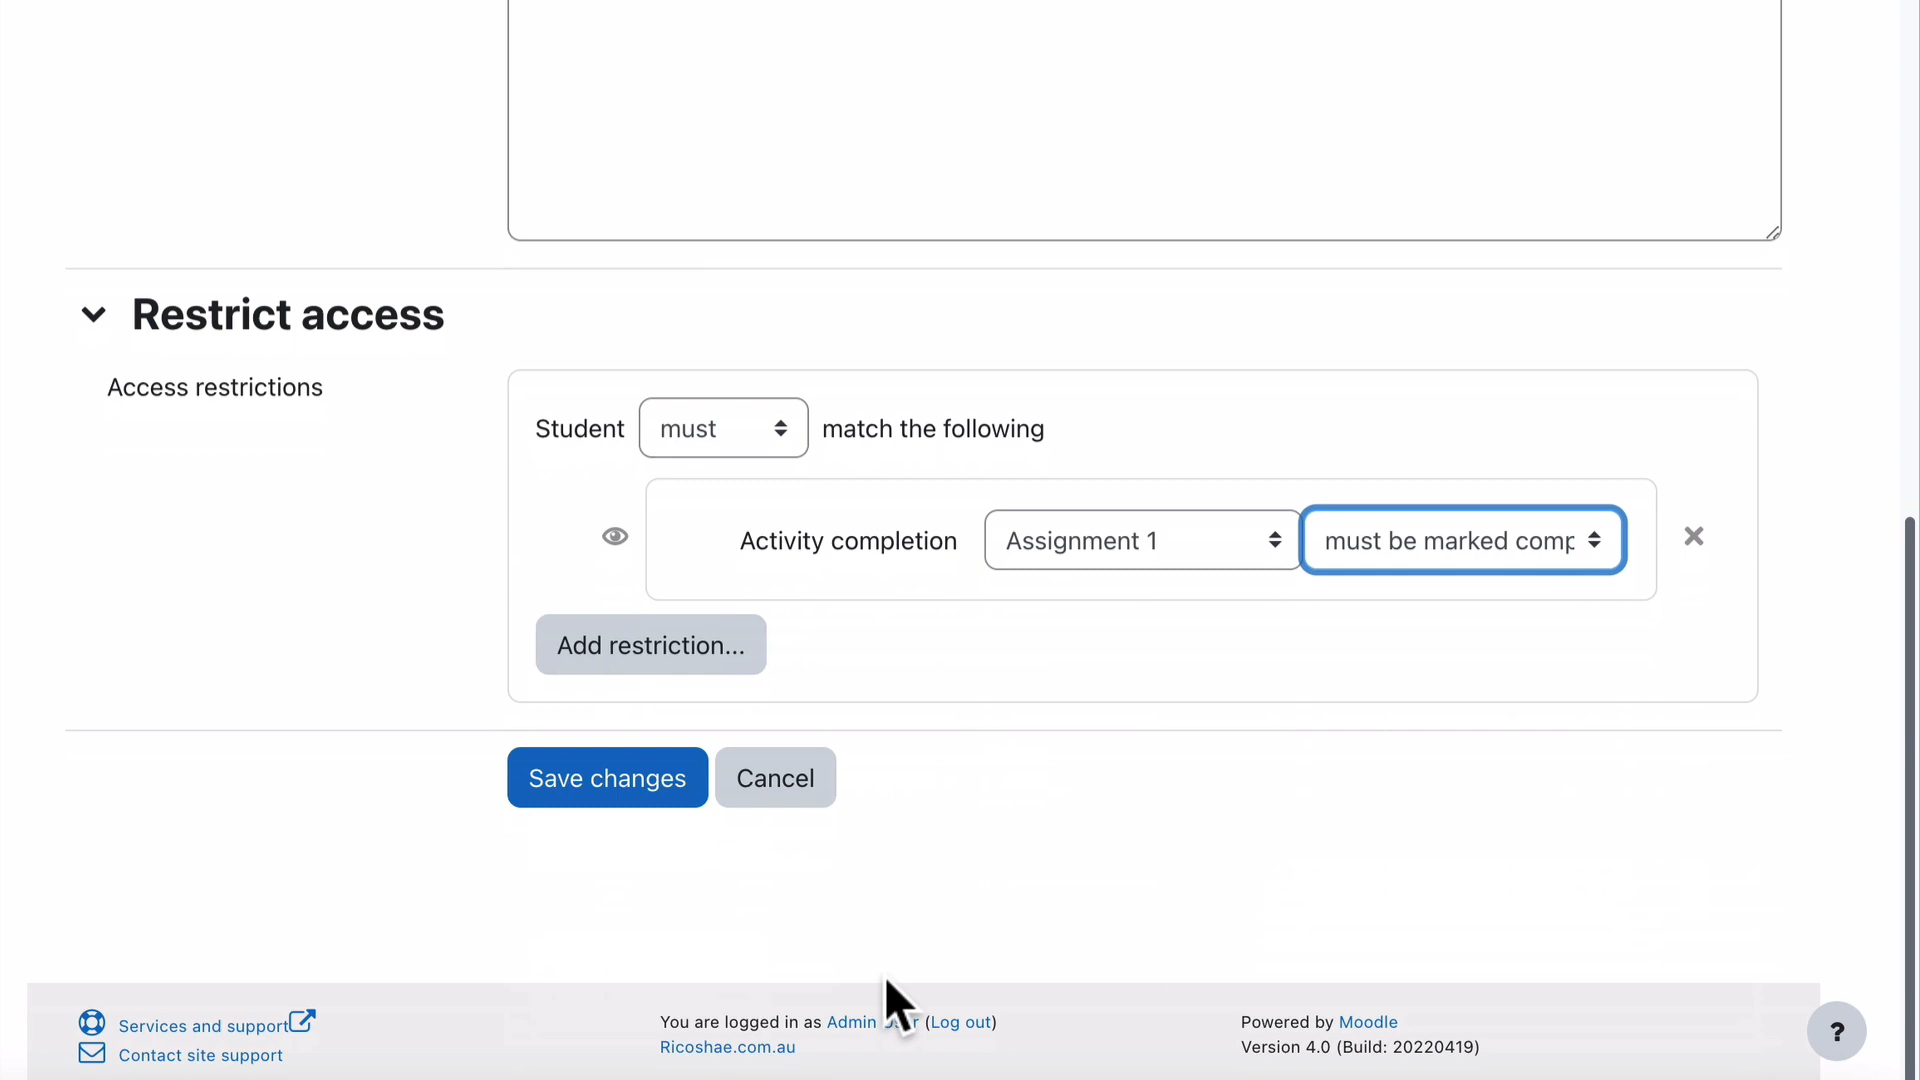 Restrict access
Access restrictions
Student must match the following
Activity completion Assignment 1 must be marked comp
Add restriction...
Save changes Cancel
Services and support
Contact site support
You are logged in as Admin (Log out)
Ricoshae.com.au
Powered by Moodle
Version 4.0 (Build: 20220419)
?